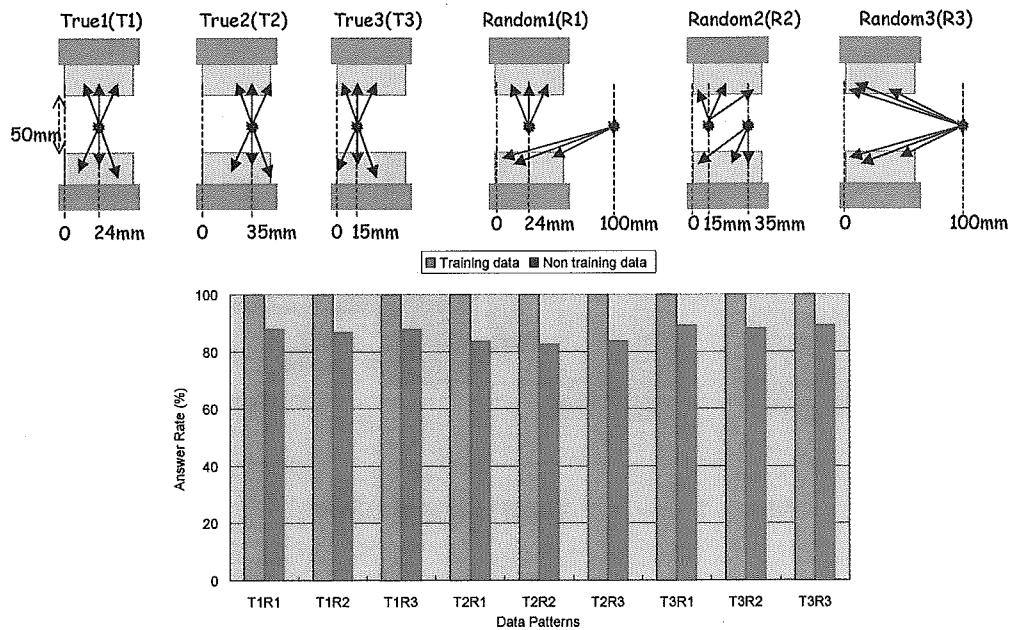 True1(T1) True2(T2) True3(T3) Random1(R1) Random2(R2) Random3(R3)
50mm
0 24mm 0 35mm 0 15mm 0 24mm 100mm 0 15mm 35mm 0 100mm
Training data Non training data
100
80
60
40
20
0
Answer Rate (%)
T1R1 T1R2 T1R3 T2R1 T2R2 T2R3 T3R1 T3R2 T3R3
Data Patterns